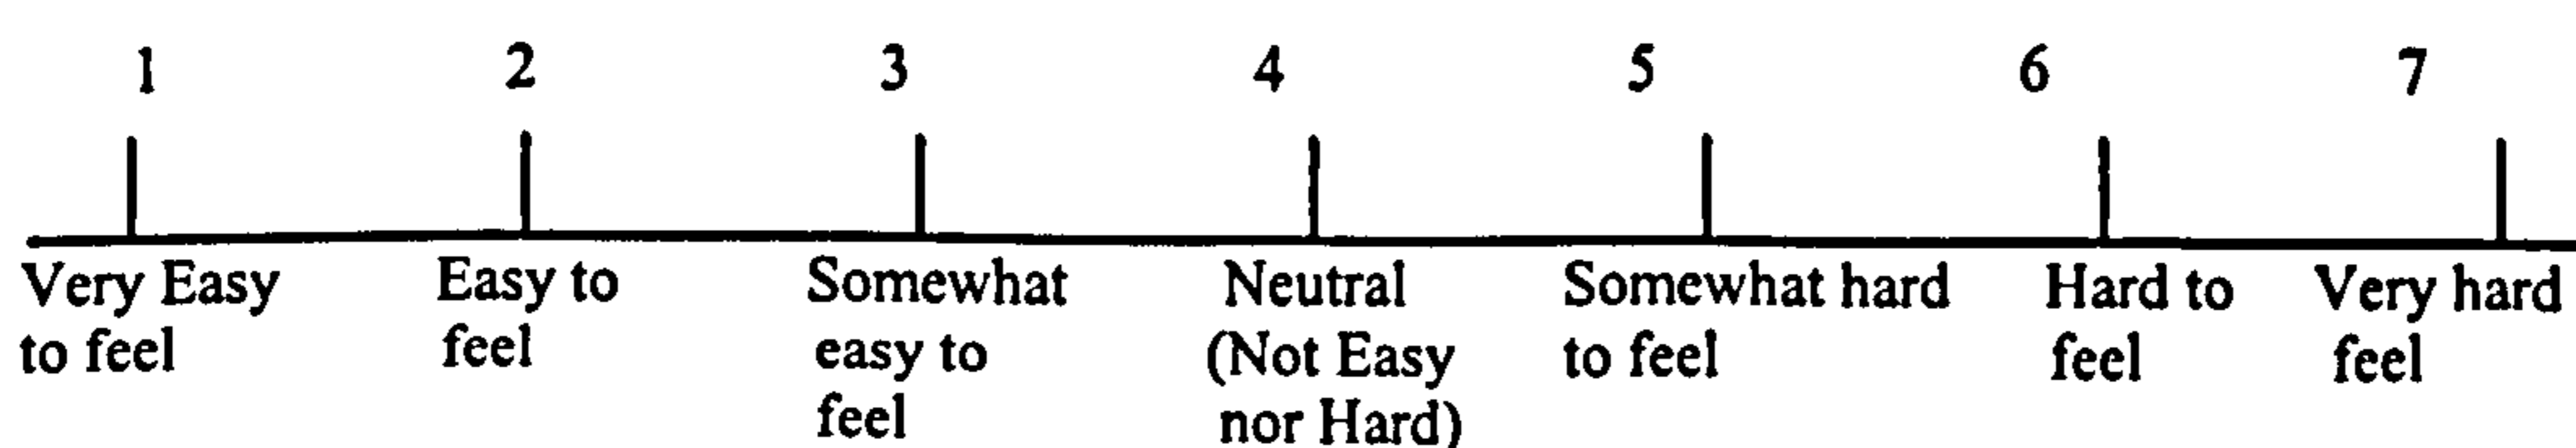 1 2 3 4 5 6 7
Very Easy Easy to Somewhat Neutral Somewhat hard Hard to Very hard
to feel feel easy to (Not Easy to feel feel feel
feel nor Hard)